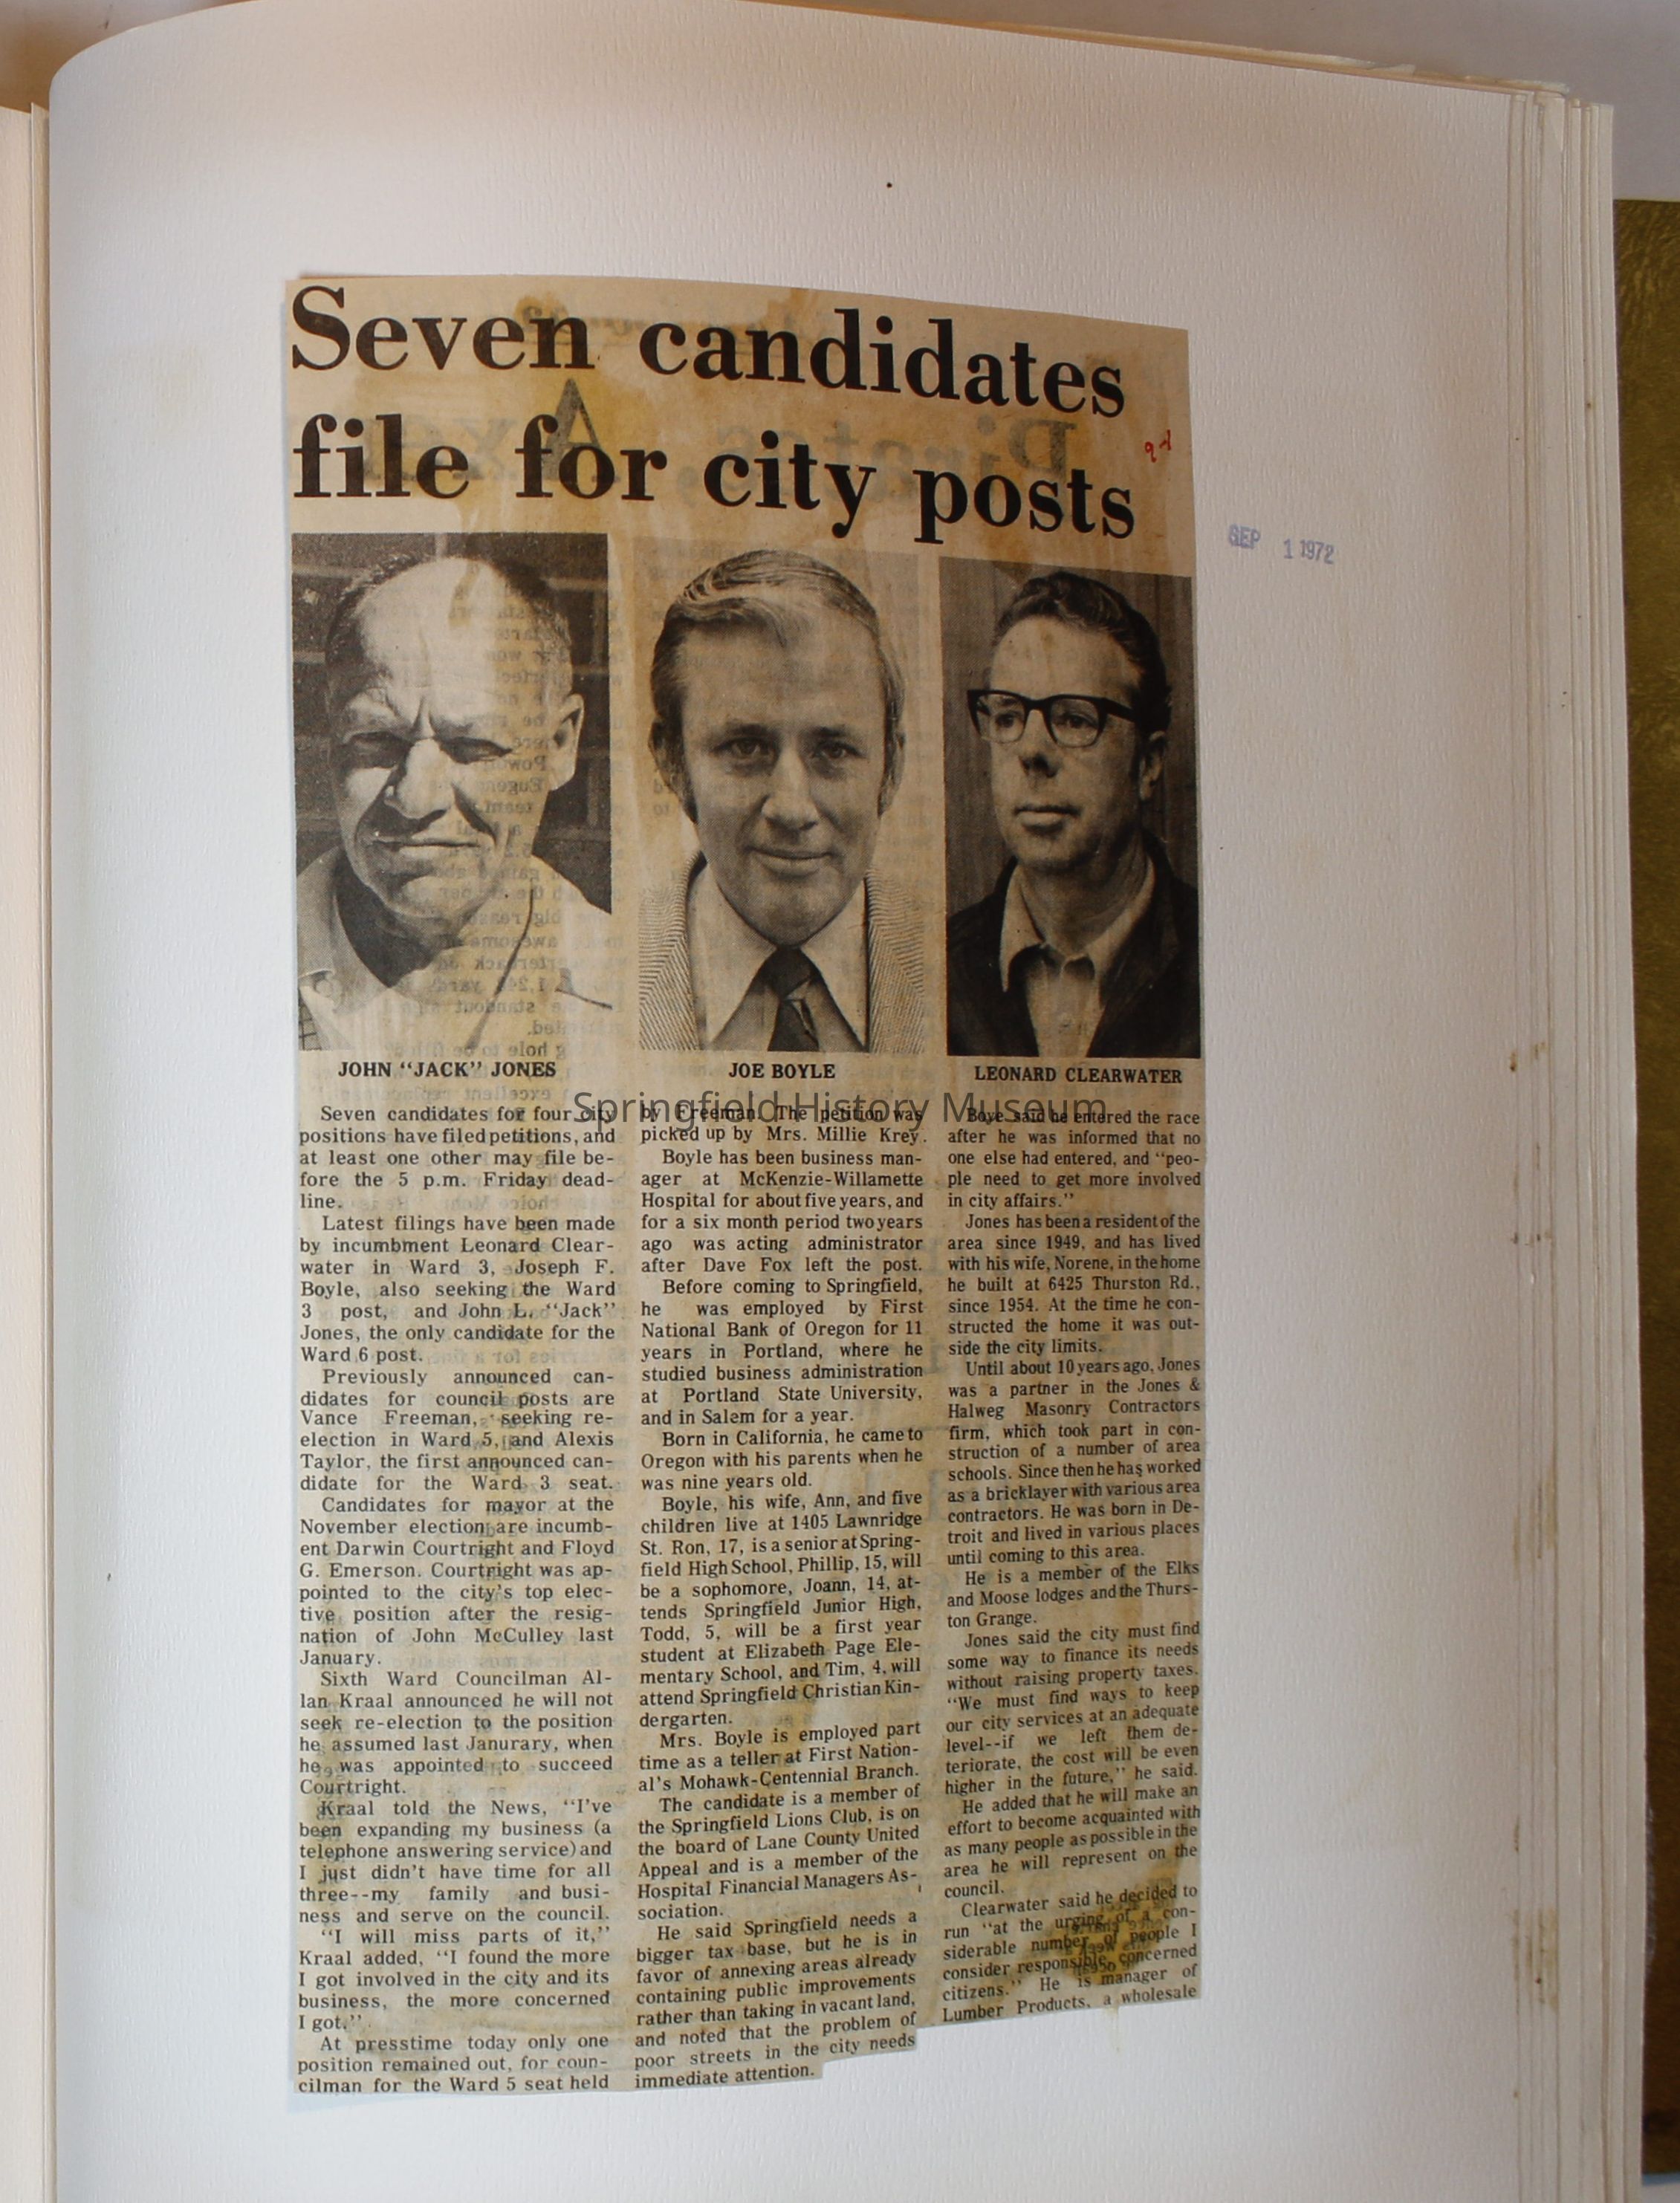 Seven candidates
file for city posts
94
SEP 1 1972
JOHN "JACK" JONES
JOE BOYLE
LEONARD CLEARWATER
Springfield History Museum
Seven candidates for four city
positions have filed petitions, and
at least one other may file be-
fore the 5 p.m. Friday dead-
line.
Latest filings have been made
by incumbment Leonard Clear-
water in Ward 3, Joseph F.
Boyle, also seeking the Ward
3 post, and John L. "Jack"
Jones, the only candidate for the
Ward 6 post.
Previously announced can-
didates for council posts are
Vance Freeman, seeking re-
election in Ward 5, and Alexis
Taylor, the first announced can-
didate for the Ward 3 seat.
Candidates for mayor at the
November election are incumb-
ent Darwin Courtright and Floyd
G. Emerson. Courtright was ap-
pointed to the city's top elec-
tive position after the resig-
nation of John McCulley last
January.
Sixth Ward Councilman Al-
lan Kraal announced he will not
seek re-election to the position
he assumed last Janurary, when
he was appointed to succeed
Courtright.
Kraal told the News, "I've
been expanding my business (a
telephone answering service) and
I just didn't have time for all
three--my family and busi-
ness and serve on the council.
"I will miss parts of it,"
Kraal added, "I found the more
I got involved in the city and its
business, the more concerned
I got."
At presstime today only one
position remained out, for coun-
cilman for the Ward 5 seat held
by Freeman. The petition was
picked up by Mrs. Millie Krey.
Boyle has been business man-
ager at McKenzie-Willamette
Hospital for about five years, and
for a six month period two years
ago was acting administrator
after Dave Fox left the post.
Before coming to Springfield,
he was employed by First
National Bank of Oregon for 11
years in Portland, where he
studied business administration
at Portland State University,
and in Salem for a year.
Born in California, he came to
Oregon with his parents when he
was nine years old.
Boyle, his wife, Ann, and five
children live at 1405 Lawnridge
St. Ron, 17, is a senior at Spring-
field High School, Phillip, 15, will
be a sophomore, Joann, 14, at-
tends Springfield Junior High,
Todd, 5, will be a first year
student at Elizabeth Page Ele-
mentary School, and Tim, 4, will
attend Springfield Christian Kin-
dergarten.
Mrs. Boyle is employed part
time as a teller at First Nation-
al's Mohawk-Centennial Branch.
The candidate is a member of
the Springfield Lions Club, is on
the board of Lane County United
Appeal and is a member of the
Hospital Financial Managers As-
sociation.
He said Springfield needs a
bigger tax base, but he is in
favor of annexing areas already
containing public improvements
rather than taking in vacant land,
and noted that the problem of
poor streets in the city needs
immediate attention.
Boye said he entered the race
after he was informed that no
one else had entered, and "peo-
ple need to get more involved
in city affairs."
Jones has been a resident of the
area since 1949, and has lived
with his wife, Norene, in the home
he built at 6425 Thurston Rd.,
since 1954. At the time he con-
structed the home it was out-
side the city limits.
Until about 10 years ago, Jones
was a partner in the Jones &
Halweg Masonry Contractors
firm, which took part in con-
struction of a number of area
schools. Since then he has worked
as a bricklayer with various area
contractors. He was born in De-
troit and lived in various places
until coming to this area.
He is a member of the Elks
and Moose lodges and the Thurs-
ton Grange.
Jones said the city must find
some way to finance its needs
without raising property taxes.
"We must find ways to keep
our city services at an adequate
level--if we left them de-
teriorate, the cost will be even
higher in the future," he said.
He added that he will make an
effort to become acquainted with
as many people as possible in the
area he will represent on the
council.
Clearwater said he decided to
run "at the urging of a con-
siderable number of people I
consider responsible, concerned
citizens." He is manager of
Lumber Products, a wholesale